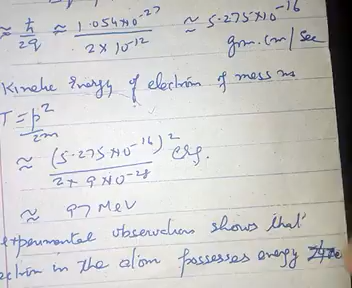 ≈ ħ/2q ≈ 1.054×10⁻²⁷ / 2×10⁻¹² ≈ 5.275×10⁻¹⁶
gm.cm/sec
Kinetic Energy of electron of mass m
T = p²/2m
≈ (5.275×10⁻¹⁶)² / 2×9×10⁻²⁸ erg.
≈ 97 MeV
experimental observation shows that
electron in the atom possesses energy